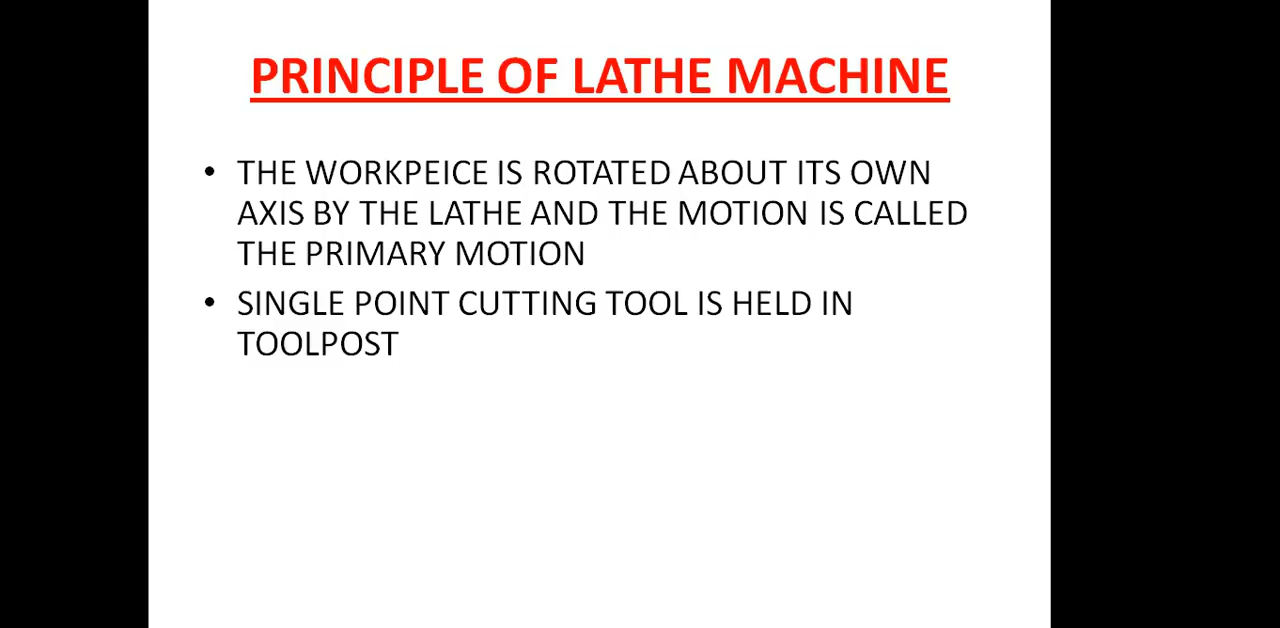 PRINCIPLE OF LATHE MACHINE
• THE WORKPEICE IS ROTATED ABOUT ITS OWN
AXIS BY THE LATHE AND THE MOTION IS CALLED
THE PRIMARY MOTION
• SINGLE POINT CUTTING TOOL IS HELD IN
TOOLPOST